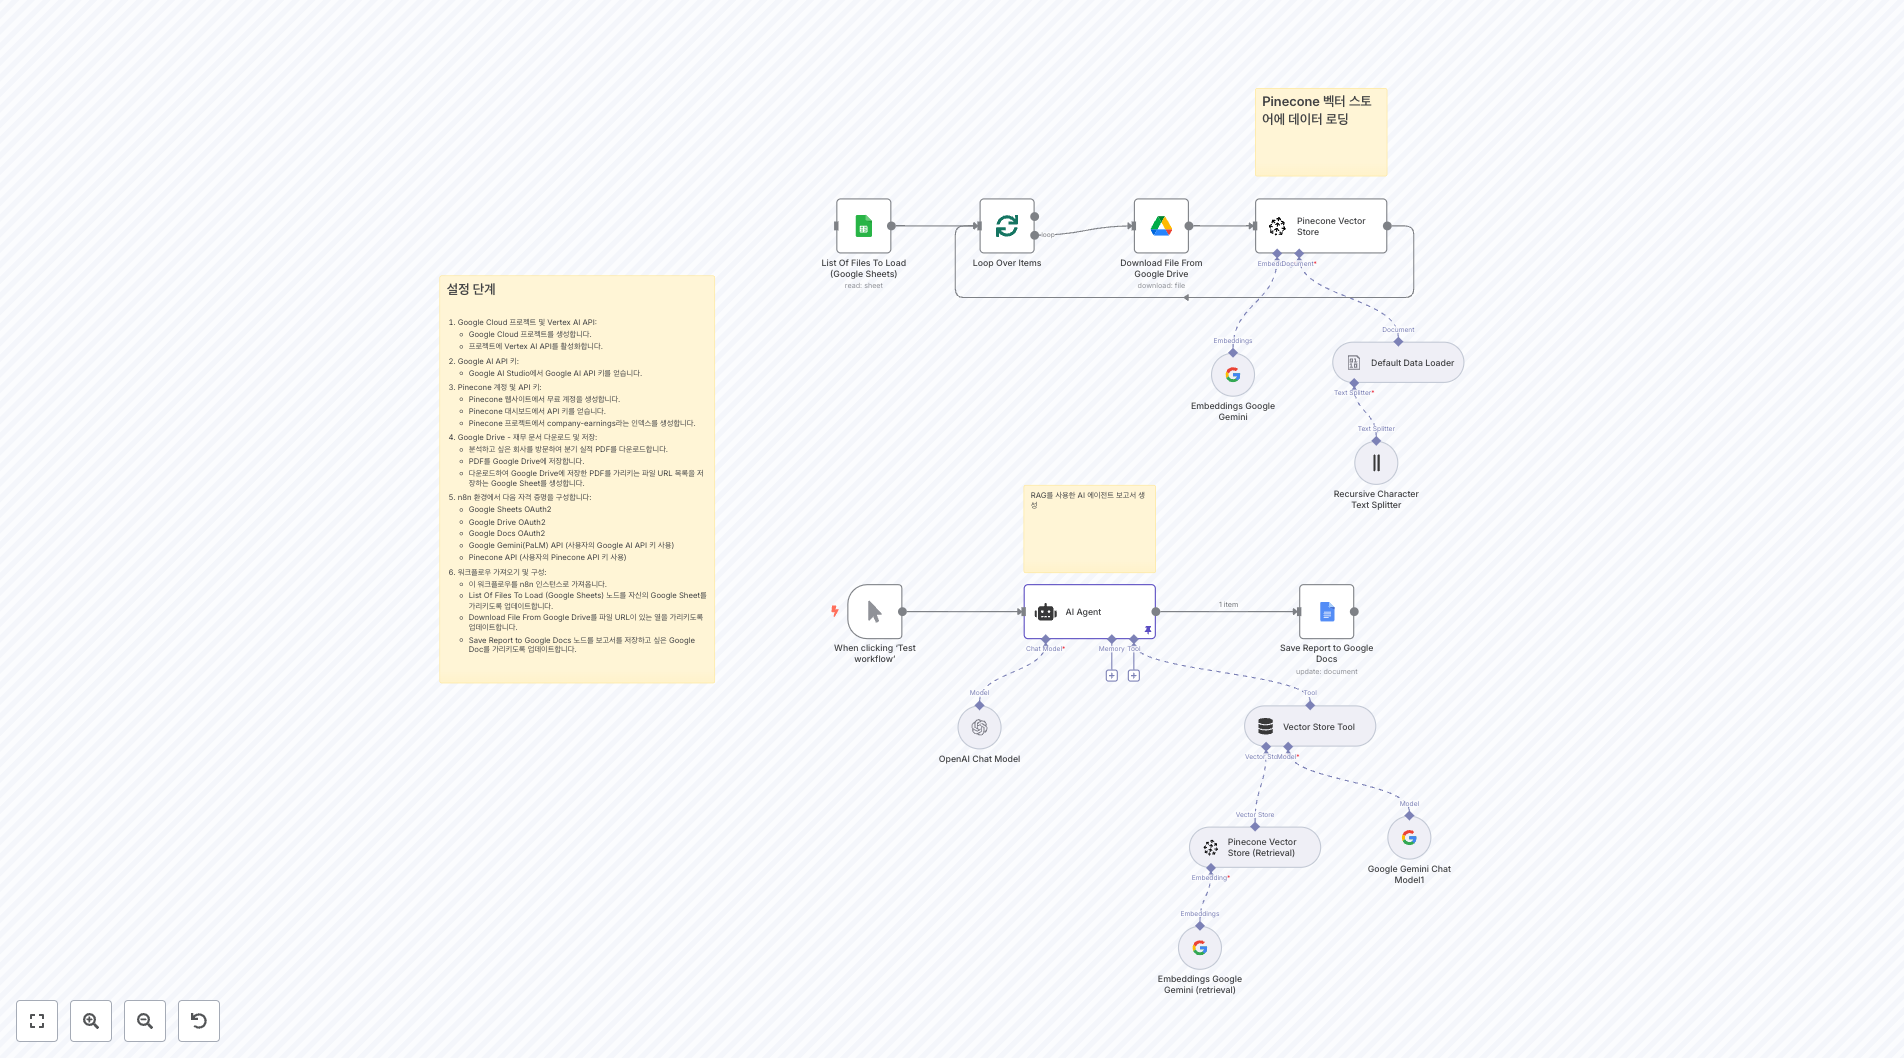 Pinecone 벡터 스토
어에 데이터 로딩
List Of Files To Load
(Google Sheets)
read: sheet
Loop Over Items
loop
Download File From
Google Drive
download: file
Pinecone Vector
Store
Document*
Embeddings
Embeddings Google
Gemini
Document
Default Data Loader
Text Splitter*
Text Splitter
Recursive Character
Text Splitter
설정 단계
1. Google Cloud 프로젝트 및 Vertex AI API:
Google Cloud 프로젝트를 생성합니다.
프로젝트에 Vertex AI API를 활성화합니다.
2. Google AI API 키:
Google AI Studio에서 Google AI API 키를 얻습니다.
3. Pinecone 계정 및 API 키:
Pinecone 웹사이트에서 무료 계정을 생성합니다.
Pinecone 대시보드에서 API 키를 얻습니다.
Pinecone 프로젝트에서 company-earnings라는 인덱스를 생성합니다.
4. Google Drive - 재무 문서 다운로드 및 저장:
분석하고 싶은 회사를 방문하여 분기 실적 PDF를 다운로드합니다.
PDF를 Google Drive에 저장합니다.
다운로드하여 Google Drive에 저장한 PDF를 가리키는 파일 URL 목록을 저
장하는 Google Sheet를 생성합니다.
5. n8n 환경에서 다음 자격 증명을 구성합니다:
Google Sheets OAuth2
Google Drive OAuth2
Google Docs OAuth2
Google Gemini(PaLM) API (사용자의 Google AI API 키 사용)
Pinecone API (사용자의 Pinecone API 키 사용)
6. 워크플로우 가져오기 및 구성:
이 워크플로우를 n8n 인스턴스로 가져옵니다.
List Of Files To Load (Google Sheets) 노드를 자신의 Google Sheet를
가리키도록 업데이트합니다.
Download File From Google Drive를 파일 URL이 있는 열을 가리키도록
업데이트합니다.
Save Report to Google Docs 노드를 보고서를 저장하고 싶은 Google
Doc를 가리키도록 업데이트합니다.
RAG를 사용한 AI 에이전트 보고서 생
성
When clicking ‘Test
workflow’
AI Agent
Chat Model*
Memory
Tool
1 item
Save Report to Google
Docs
update: document
Model
OpenAI Chat Model
Tool
Vector Store Tool
Model*
Vector Store
Pinecone Vector
Store (Retrieval)
Embedding*
Model
Google Gemini Chat
Model1
Embeddings
Embeddings Google
Gemini (retrieval)